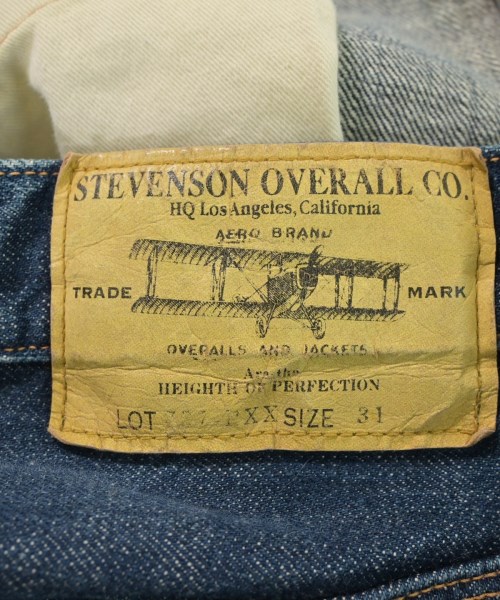 STEVENSON OVERALL CO.
HQ Los Angeles, California
AERO BRAND
TRADE MARK
OVERALLS AND JACKETS
Are the
HEIGHTH OF PERFECTION
LOT SIZE 31